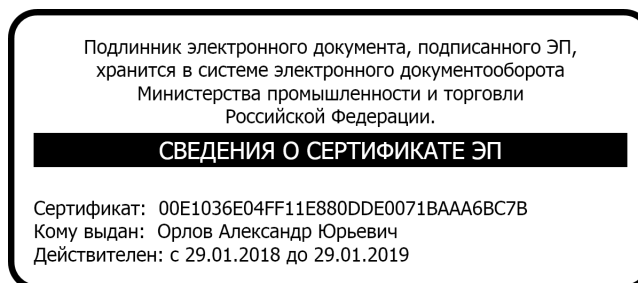 Подлинник электронного документа, подписанного ЭП,
хранится в системе электронного документооборота
Министерства промышленности и торговли
Российской Федерации.
СВЕДЕНИЯ О СЕРТИФИКАТЕ ЭП
Сертификат: 00E1036E04FF11E880DDE0071BAAA6BC7B
Кому выдан: Орлов Александр Юрьевич
Действителен: с 29.01.2018 до 29.01.2019